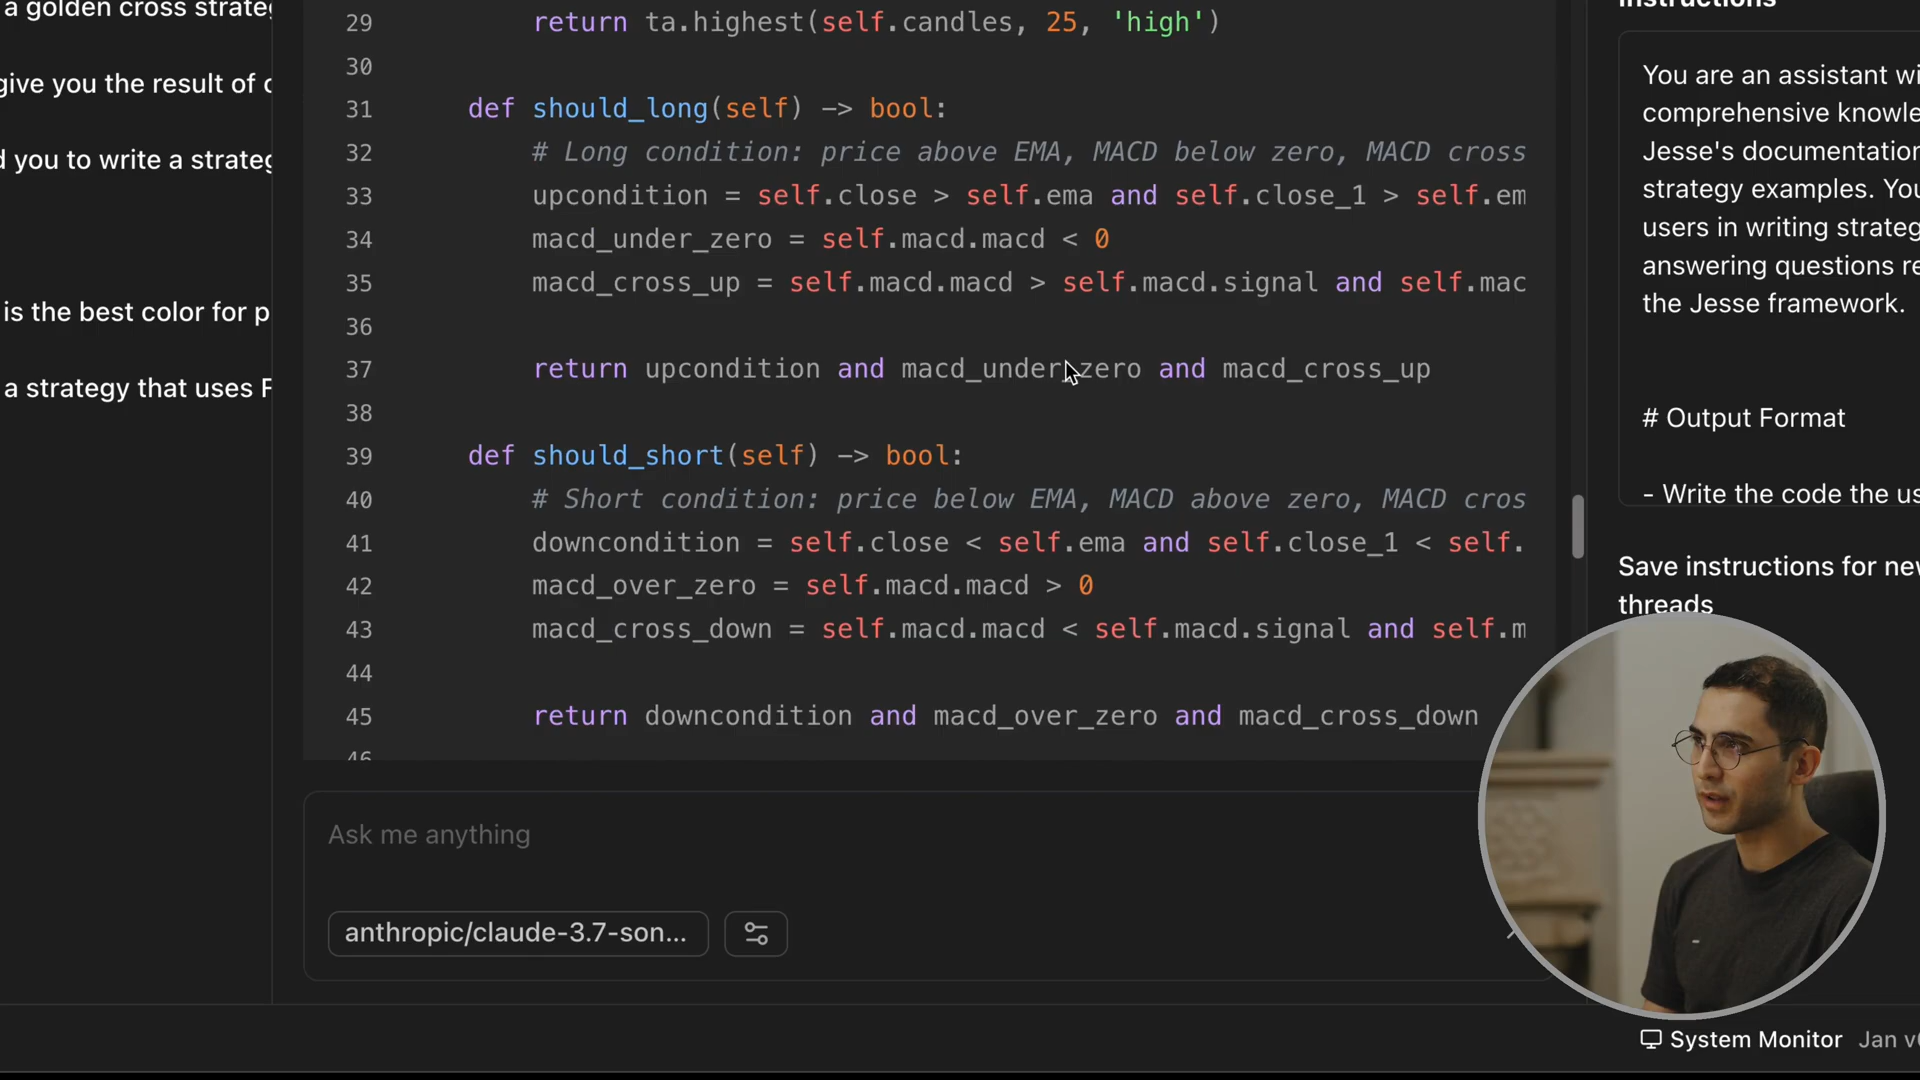 a golden cross strate
give you the result of
d you to write a strate
is the best color for p
a strategy that uses F
29 return ta.highest(self.candles, 25, 'high')
30
31 def should_long(self) -> bool:
32 # Long condition: price above EMA, MACD below zero, MACD cross
33 upcondition = self.close > self.ema and self.close_1 > self.em
34 macd_under_zero = self.macd.macd < 0
35 macd_cross_up = self.macd.macd > self.macd.signal and self.mac
36
37 return upcondition and macd_under_zero and macd_cross_up
38
39 def should_short(self) -> bool:
40 # Short condition: price below EMA, MACD above zero, MACD cros
41 downcondition = self.close < self.ema and self.close_1 < self.
42 macd_over_zero = self.macd.macd > 0
43 macd_cross_down = self.macd.macd < self.macd.signal and self.m
44
45 return downcondition and macd_over_zero and macd_cross_down
46
Ask me anything
anthropic/claude-3.7-son...
Instructions
You are an assistant wi
comprehensive knowle
Jesse's documentation
strategy examples. You
users in writing strateg
answering questions re
the Jesse framework.
# Output Format
- Write the code the us
Save instructions for new
threads
System Monitor Jan v